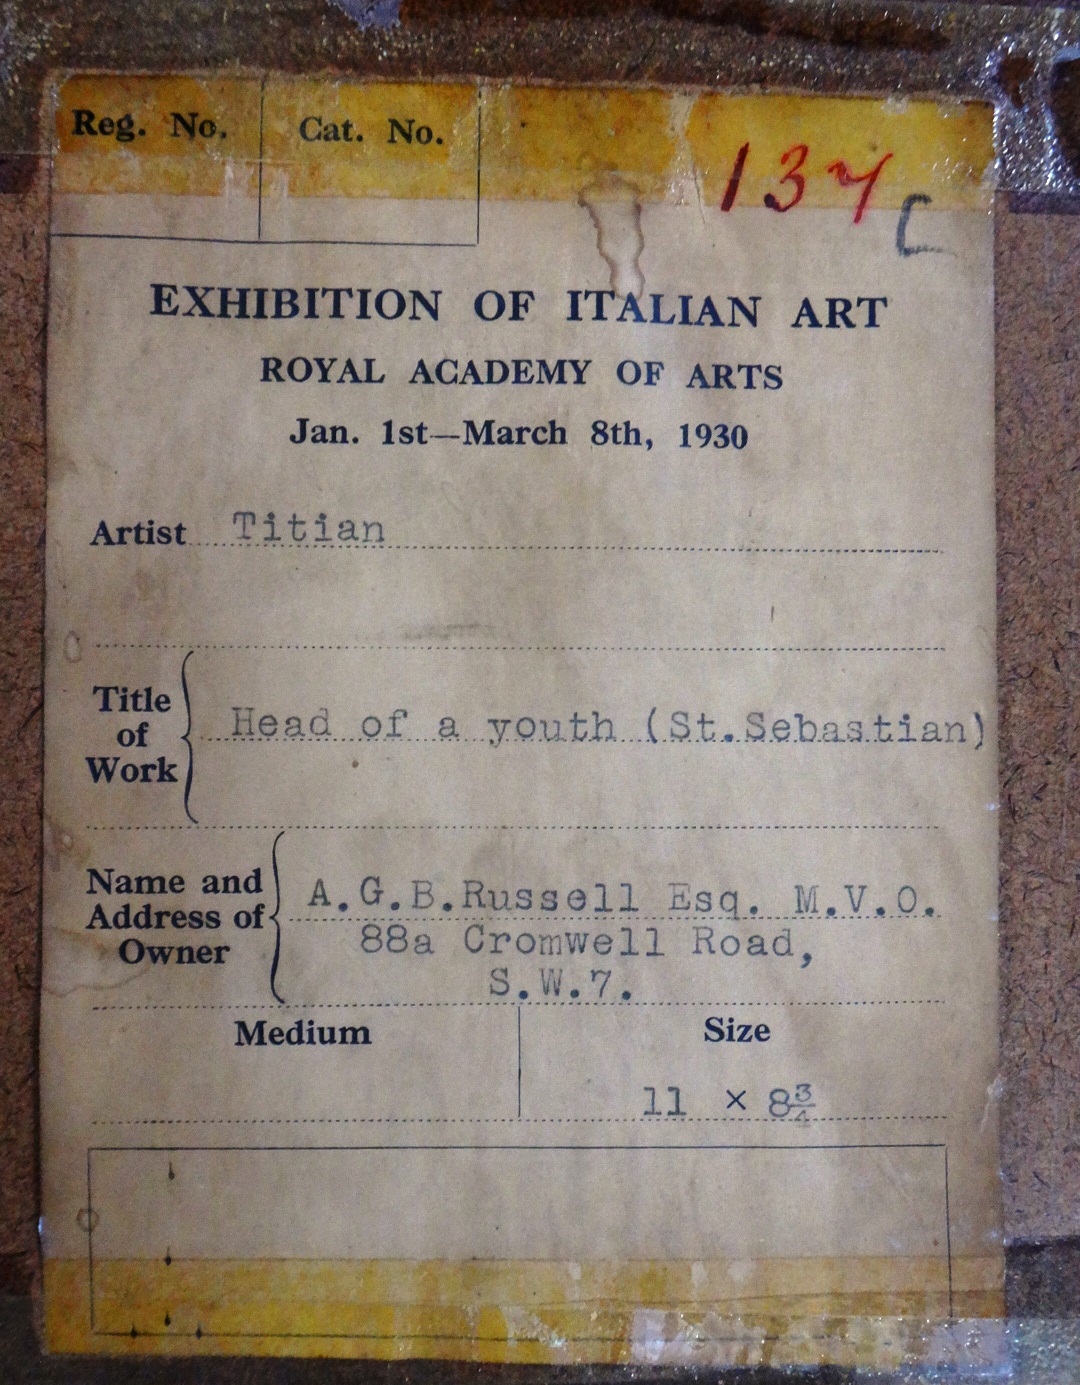 Reg. No. Cat. No.
137
C
EXHIBITION OF ITALIAN ART
ROYAL ACADEMY OF ARTS
Jan. 1st—March 8th, 1930
Artist Titian
Title of Work Head of a youth (St.Sebastian)
Name and Address of Owner A.G.B.Russell Esq. M.V.O.
88a Cromwell Road,
S.W.7.
Medium Size
11 × 8¾